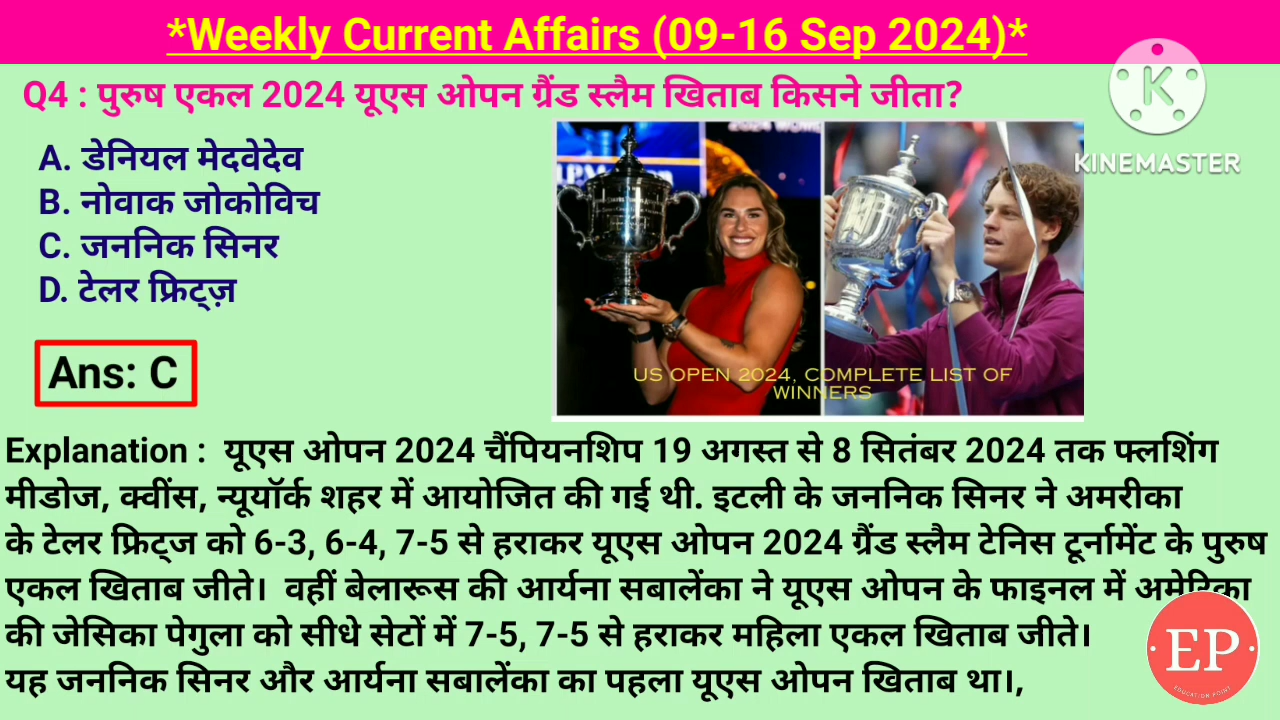 *Weekly Current Affairs (09-16 Sep 2024)*
Q4 : पुरुष एकल 2024 यूएस ओपन ग्रैंड स्लैम खिताब किसने जीता?
K
KINEMASTER
A. डेनियल मेदवेदेव
B. नोवाक जोकोविच
C. जननिक सिनर
D. टेलर फ्रिट्ज़
US OPEN 2024, COMPLETE LIST OF
WINNERS
Ans: C
Explanation : यूएस ओपन 2024 चैंपियनशिप 19 अगस्त से 8 सितंबर 2024 तक फ्लशिंग
मीडोज, क्वींस, न्यूयॉर्क शहर में आयोजित की गई थी. इटली के जननिक सिनर ने अमरीका
के टेलर फ्रिट्ज को 6-3, 6-4, 7-5 से हराकर यूएस ओपन 2024 ग्रैंड स्लैम टेनिस टूर्नामेंट के पुरुष
एकल खिताब जीते। वहीं बेलारूस की आर्यना सबालेंका ने यूएस ओपन के फाइनल में अमेरिका
की जेसिका पेगुला को सीधे सेटों में 7-5, 7-5 से हराकर महिला एकल खिताब जीते।
यह जननिक सिनर और आर्यना सबालेंका का पहला यूएस ओपन खिताब था।,
EP
EDUCATION POINT